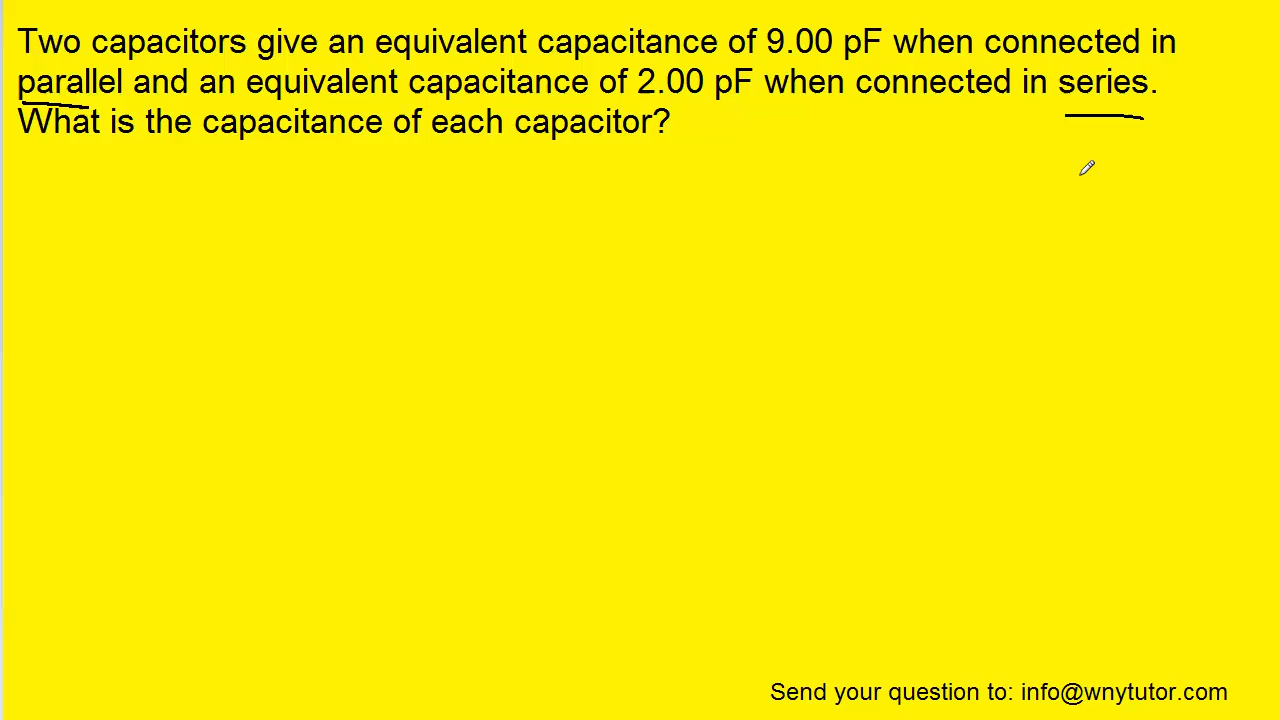 Two capacitors give an equivalent capacitance of 9.00 pF when connected in
parallel and an equivalent capacitance of 2.00 pF when connected in series.
What is the capacitance of each capacitor?
Send your question to: info@wnytutor.com